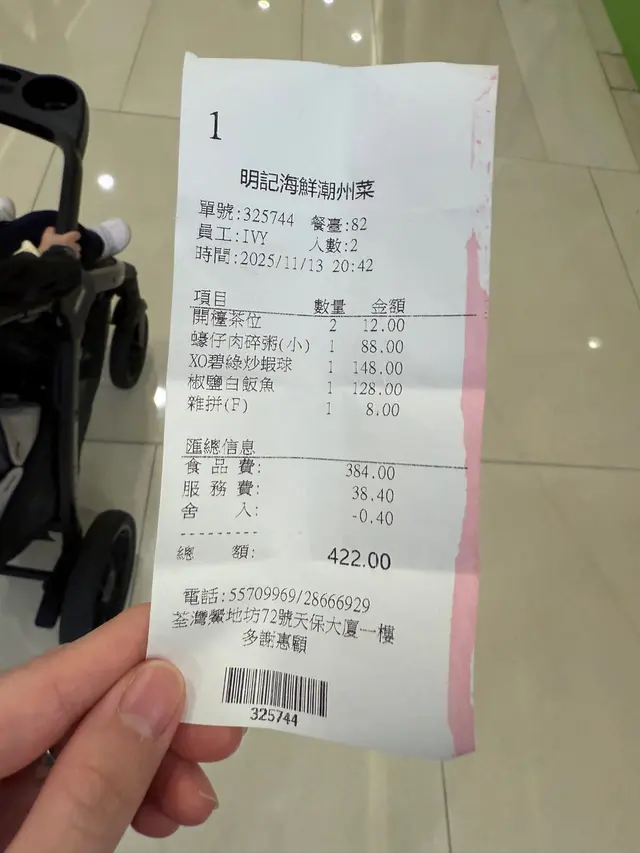 1
明記海鮮潮州菜
單號:325744 餐臺:82
員工:IVY 人數:2
時間:2025/11/13 20:42
項目 數量 金額
開檯茶位 2 12.00
蠔仔肉碎粥(小) 1 88.00
XO碧綠炒蝦球 1 148.00
椒鹽白飯魚 1 128.00
雜拼(F) 1 8.00
匯總信息
食品費: 384.00
服務費: 38.40
舍入: -0.40
---------
總額: 422.00
電話:55709969/28666929
荃灣地坊72號天保大廈一樓
多謝惠顧
325744